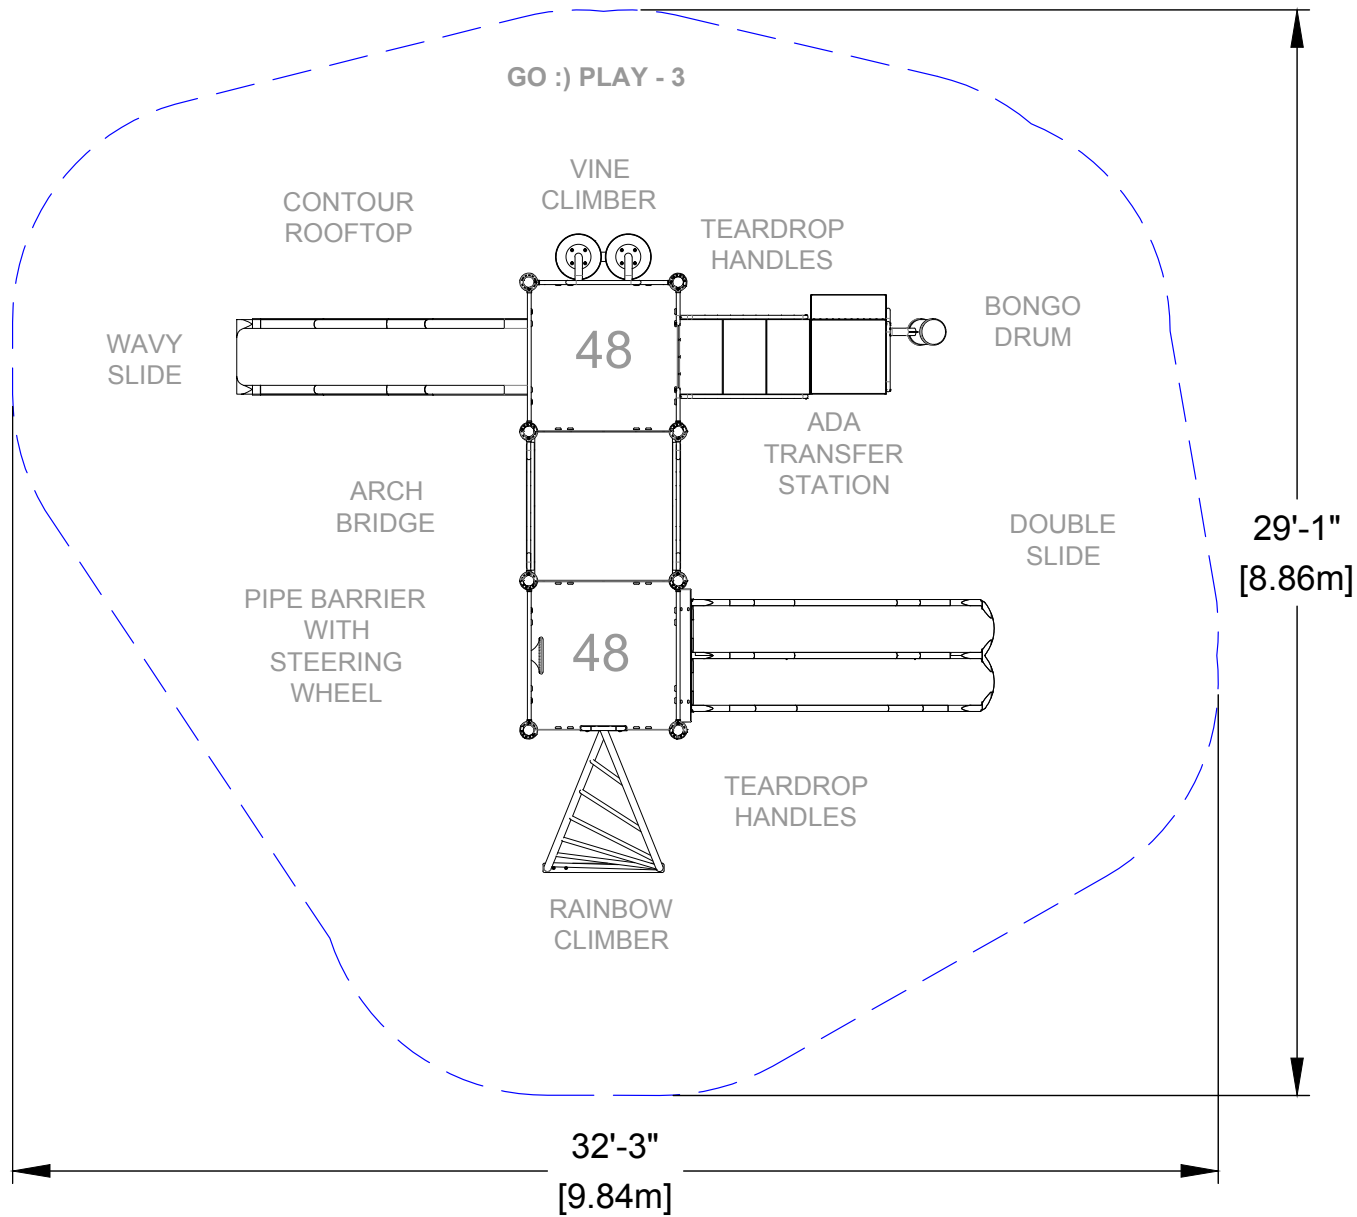 GO :) PLAY - 3
VINE
CLIMBER
CONTOUR
ROOFTOP
TEARDROP
HANDLES
BONGO
DRUM
WAVY
SLIDE
48
ADA
TRANSFER
STATION
ARCH
BRIDGE
DOUBLE
SLIDE
29'-1"
[8.86m]
PIPE BARRIER
WITH
STEERING
WHEEL
48
TEARDROP
HANDLES
RAINBOW
CLIMBER
32'-3"
[9.84m]